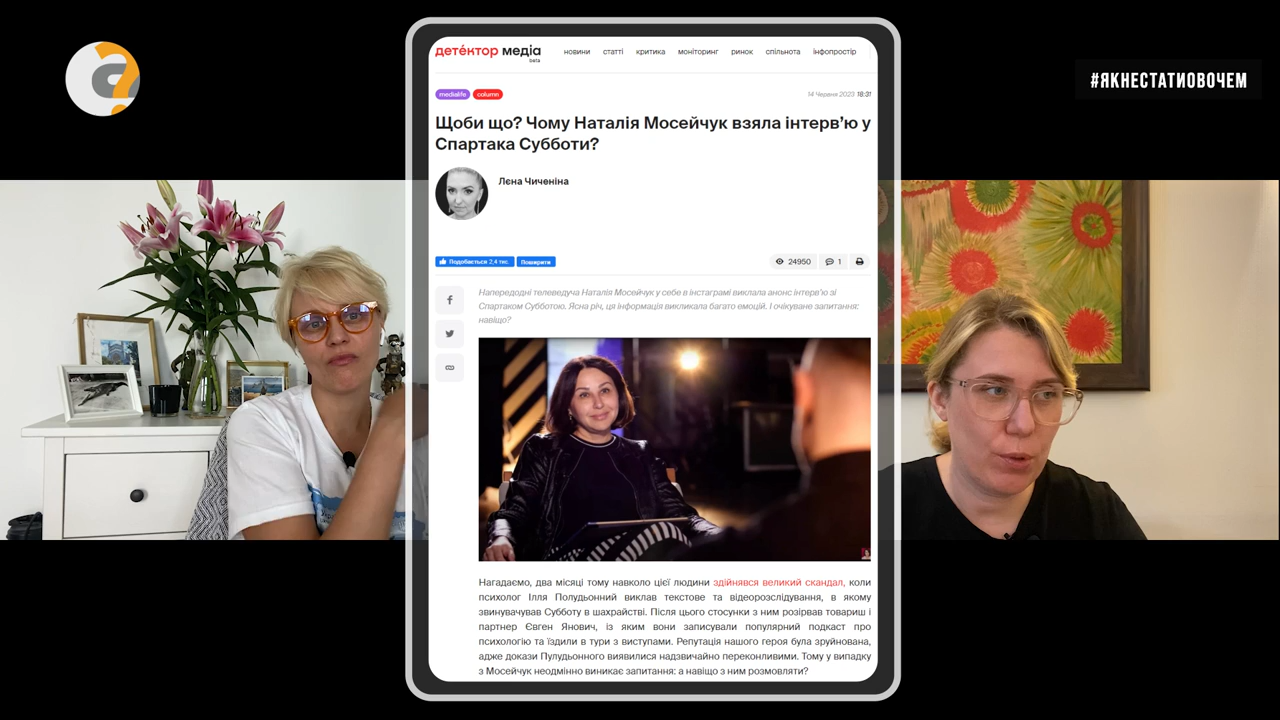 детектор медіа
beta
новини статті критика моніторинг ринок спільнота інфопростір
#ЯКНЕСТАТИОВОЧЕМ
medialife column
14 Червня 2023 18:31
Щоби що? Чому Наталія Мосейчук взяла інтерв’ю у
Спартака Субботи?
Лєна Чиченіна
Подобається 2,4 тис. Поширити
24950 1
Напередодні телеведуча Наталія Мосейчук у себе в інстаграмі виклала анонс інтерв’ю зі
Спартаком Субботою. Ясна річ, ця інформація викликала багато емоцій. І очікуване запитання:
навіщо?
Нагадаємо, два місяці тому навколо цієї людини здійнявся великий скандал, коли
психолог Ілля Полудьонний виклав текстове та відеорозслідування, в якому
звинувачував Субботу в шахрайстві. Після цього стосунки з ним розірвав товариш і
партнер Євген Янович, із яким вони записували популярний подкаст про
психологію та їздили в тури з виступами. Репутація нашого героя була зруйнована,
адже докази Пулудьонного виявилися надзвичайно переконливими. Тому у випадку
з Мосейчук неодмінно виникає запитання: а навіщо з ним розмовляти?